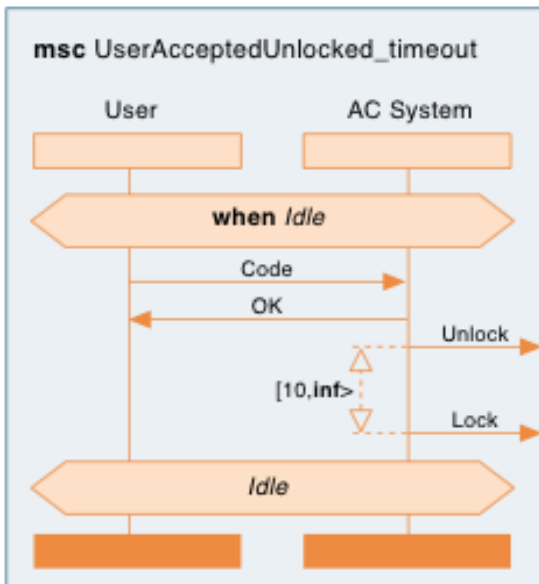 msc UserAcceptedUnlocked_timeout
User AC System
when Idle
Code
OK
Unlock
[10,inf>
Lock
Idle